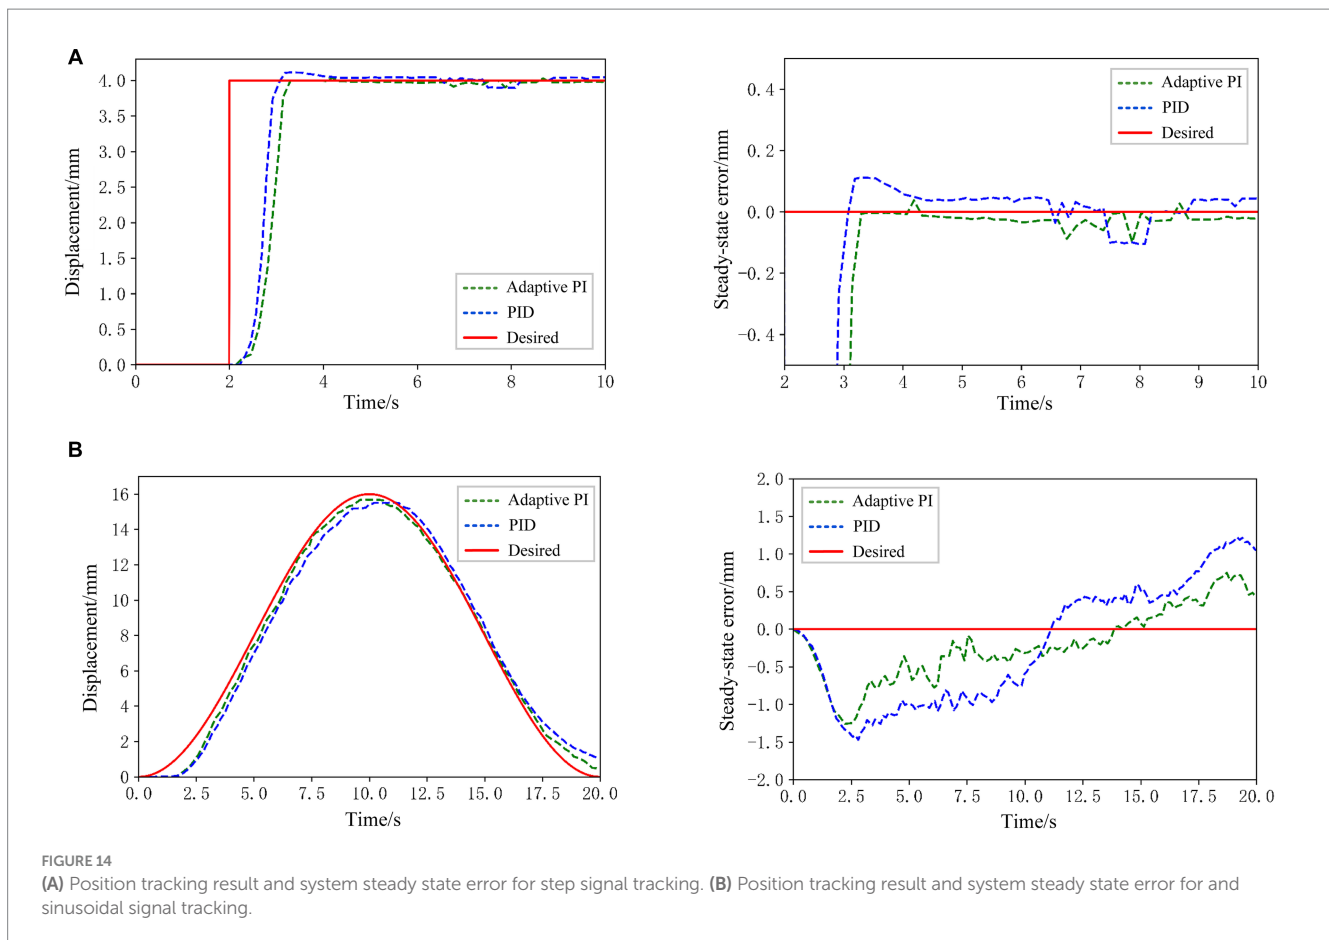 A
Displacement/mm
4.0
3.5
3.0
2.5
2.0
1.5
1.0
0.5
0.0
0 2 4 6 8 10
Time/s
Adaptive PI
PID
Desired
Steady-state error/mm
0.4
0.2
0.0
−0.2
−0.4
2 3 4 5 6 7 8 9 10
Time/s
Adaptive PI
PID
Desired
B
Displacement/mm
16
14
12
10
8
6
4
2
0
0.0 2.5 5.0 7.5 10.0 12.5 15.0 17.5 20.0
Time/s
Adaptive PI
PID
Desired
Steady-state error/mm
2.0
1.5
1.0
0.5
0.0
−0.5
−1.0
−1.5
−2.0
0.0 2.5 5.0 7.5 10.0 12.5 15.0 17.5 20.0
Time/s
Adaptive PI
PID
Desired
FIGURE 14
(A) Position tracking result and system steady state error for step signal tracking. (B) Position tracking result and system steady state error for and
sinusoidal signal tracking.